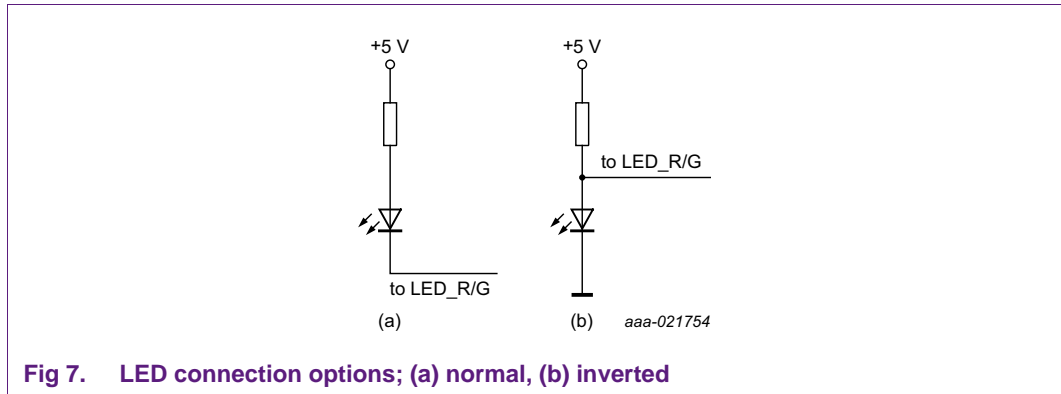 +5 V +5 V
to LED_R/G
to LED_R/G
(a) (b) aaa-021754
Fig 7. LED connection options; (a) normal, (b) inverted